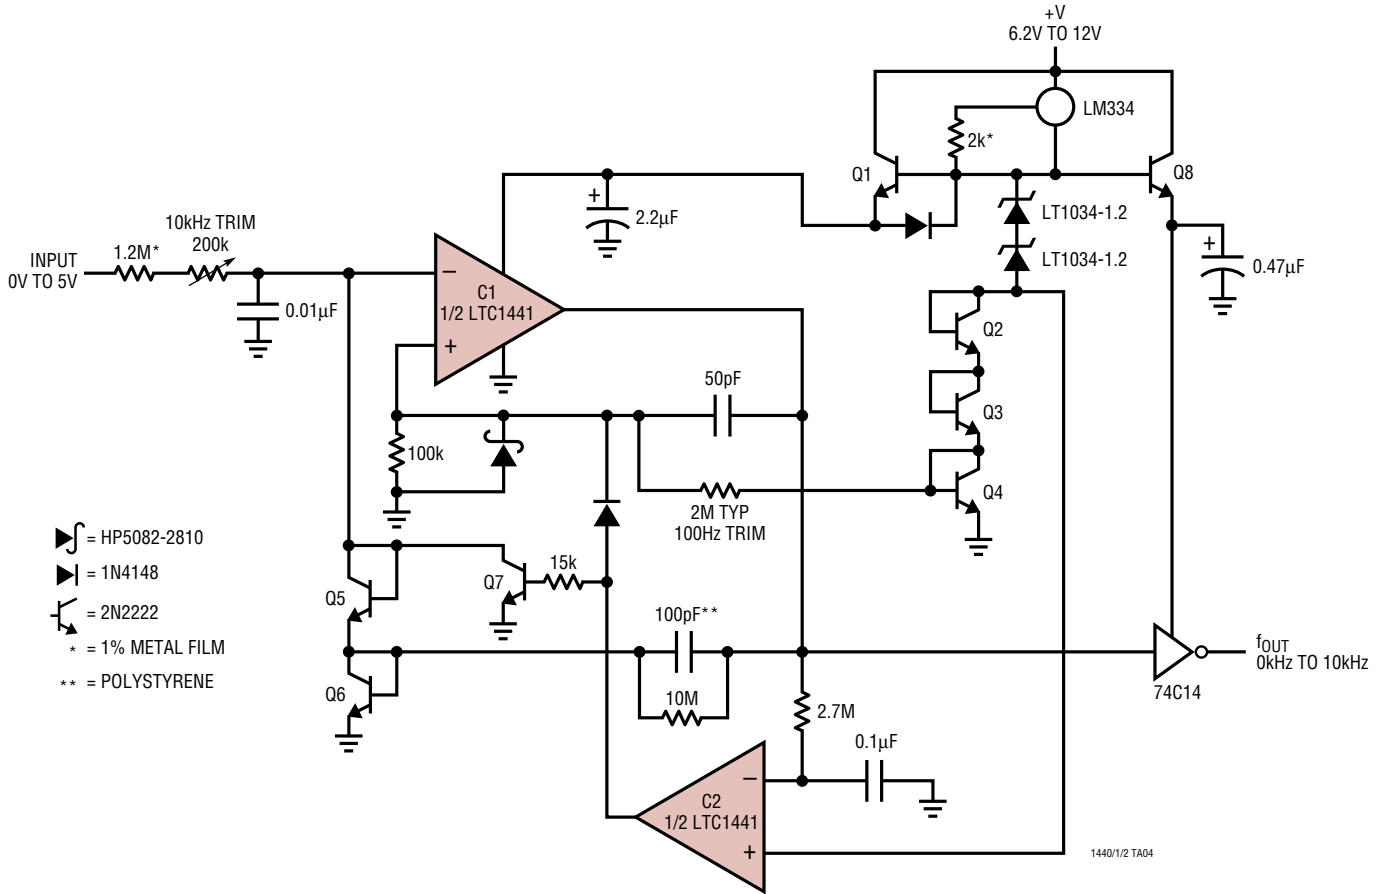 +V
6.2V TO 12V
LM334
2k*
Q1
Q8
LT1034-1.2
LT1034-1.2
+
2.2µF
+
0.47µF
10kHz TRIM
200k
INPUT
0V TO 5V
1.2M*
0.01µF
–
C1
1/2 LTC1441
+
Q2
Q3
Q4
50pF
100k
2M TYP
100Hz TRIM
= HP5082-2810
= 1N4148
= 2N2222
* = 1% METAL FILM
** = POLYSTYRENE
Q5
Q7
15k
100pF**
Q6
10M
2.7M
0.1µF
74C14
fOUT
0kHz TO 10kHz
–
C2
1/2 LTC1441
+
1440/1/2 TA04